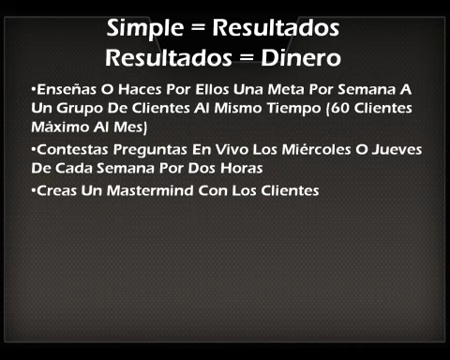 Simple = Resultados
Resultados = Dinero
•Enseñas O Haces Por Ellos Una Meta Por Semana A
Un Grupo De Clientes Al Mismo Tiempo (60 Clientes
Máximo Al Mes)
•Contestas Preguntas En Vivo Los Miércoles O Jueves
De Cada Semana Por Dos Horas
•Creas Un Mastermind Con Los Clientes